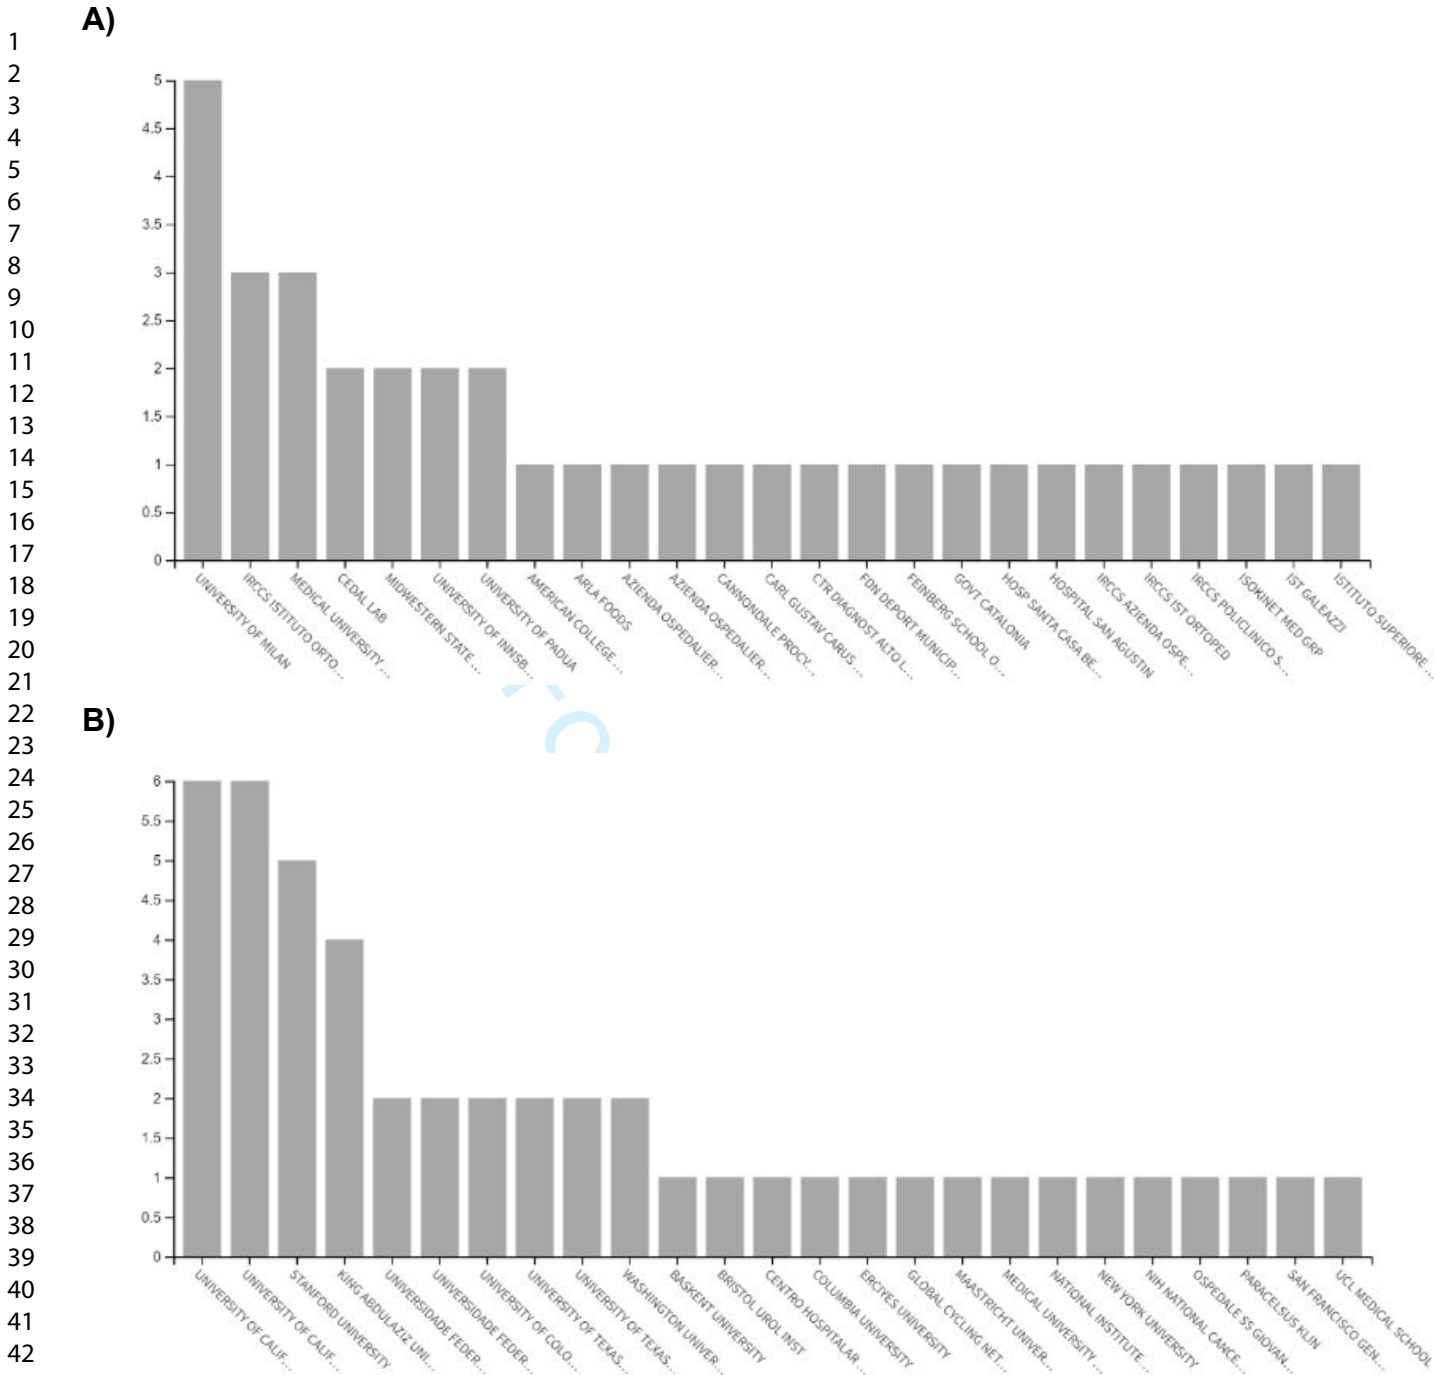 A)
1
2
3
4
5
6
7
8
9
10
11
12
13
14
15
16
17
18
19
20
21
22
23
24
25
26
27
28
29
30
31
32
33
34
35
36
37
38
39
40
41
42
5
4.5
4
3.5
3
2.5
2
1.5
1
0.5
0
UNIVERSITY OF MILAN
IRCCS ISTITUTO ORTO...
MEDICAL UNIVERSITY...
CEDAL LAB
MIDWESTERN STATE ...
UNIVERSITY OF INNSB...
UNIVERSITY OF PADUA
AMERICAN COLLEGE ...
ARLA FOODS
AZIENDA OSPEDALIER...
AZIENDA OSPEDALIER...
CANNONDALE PROCY...
CARL GUSTAV CARUS ...
CTR DIAGNOST ALTO L...
FDN DEPORT MUNICIP...
FEINBERG SCHOOL O...
GOVT CATALONIA
HOSP SANTA CASA BE...
HOSPITAL SAN AGUSTIN
IRCCS AZIENDA OSPE...
IRCCS IST ORTOPED
IRCCS POLICLINICO S...
ISOKINET MED GRP
IST GALEAZZI
ISTITUTO SUPERIORE ...
B)
6
5.5
5
4.5
4
3.5
3
2.5
2
1.5
1
0.5
0
UNIVERSITY OF CALIF...
UNIVERSITY OF CALIF...
STANFORD UNIVERSITY
KING ABDULAZIZ UNI...
UNIVERSIDADE FEDER...
UNIVERSIDADE FEDER...
UNIVERSITY OF COLO...
UNIVERSITY OF TEXAS...
UNIVERSITY OF TEXAS...
WASHINGTON UNIVER...
BASKENT UNIVERSITY
BRISTOL UROL INST
CENTRO HOSPITALAR ...
COLUMBIA UNIVERSITY
ERCIYES UNIVERSITY
GLOBAL CYCLING NET...
MAASTRICHT UNIVER...
MEDICAL UNIVERSITY ...
NATIONAL INSTITUTE ...
NEW YORK UNIVERSITY
NIH NATIONAL CANCE...
OSPEDALE SS GIOVAN...
PARACELSUS KLIN
SAN FRANCISCO GEN...
UCL MEDICAL SCHOOL